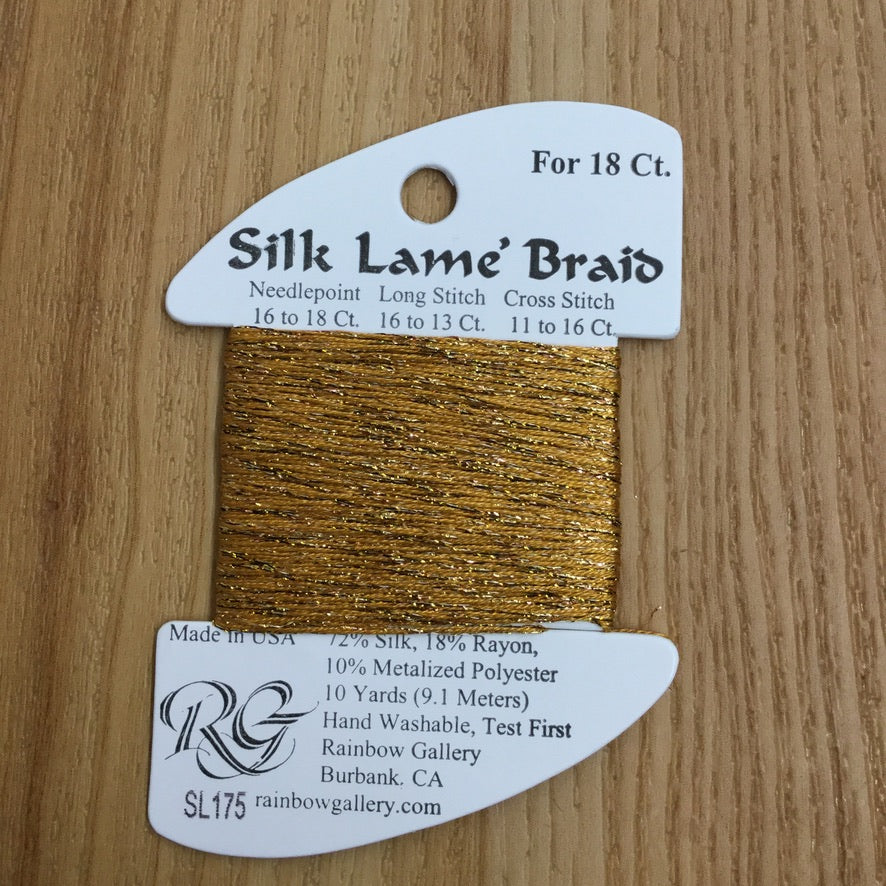 For 18 Ct.
Silk Lame' Braid
Needlepoint Long Stitch Cross Stitch
16 to 18 Ct. 16 to 13 Ct. 11 to 16 Ct.
Made in USA 72% Silk, 18% Rayon,
10% Metalized Polyester
10 Yards (9.1 Meters)
Hand Washable, Test First
RG
Rainbow Gallery
Burbank, CA
SL175 rainbowgallery.com